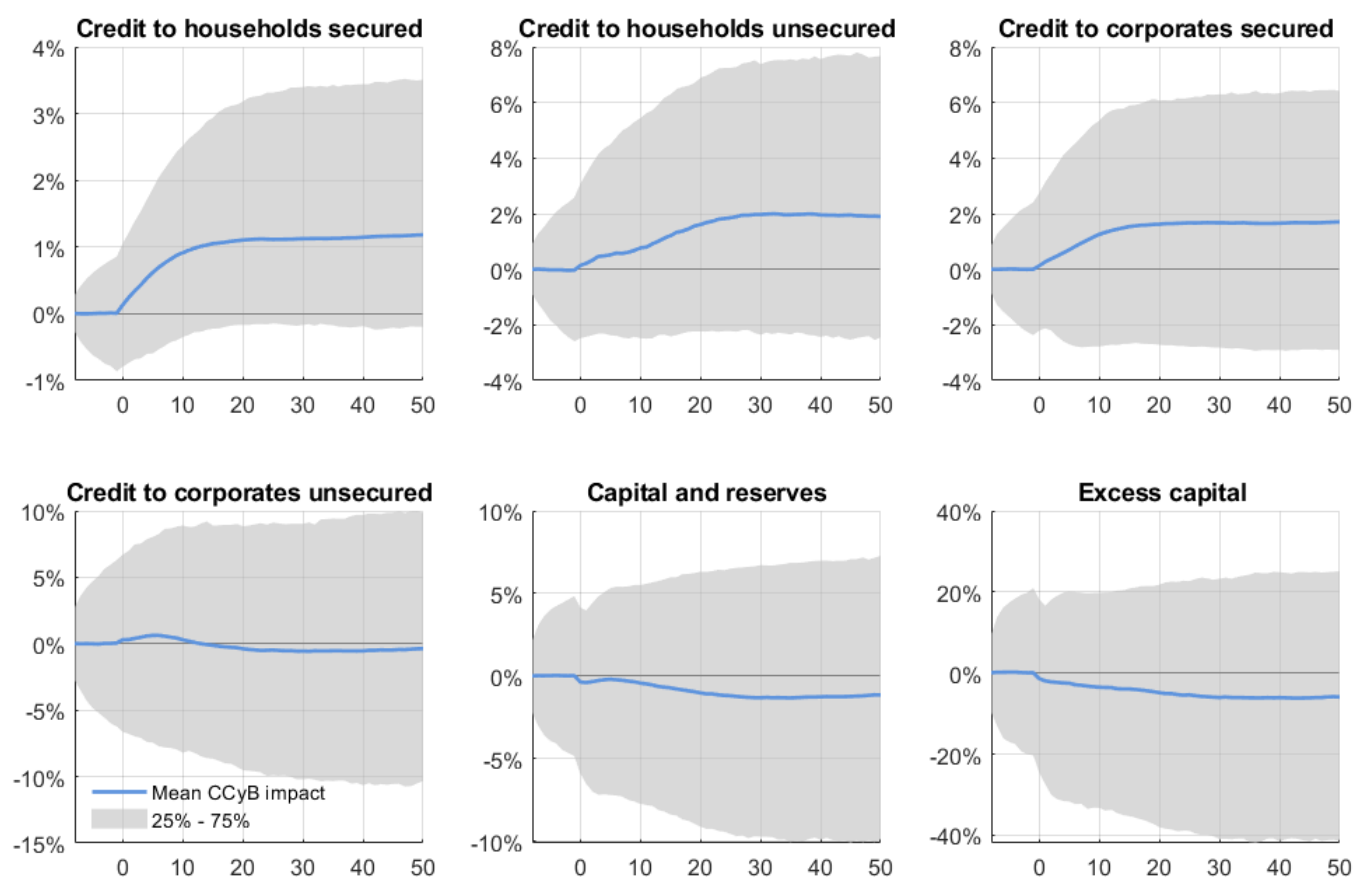 Credit to households secured
4%
3%
2%
1%
0%
-1%
0 10 20 30 40 50
Credit to households unsecured
8%
6%
4%
2%
0%
-2%
-4%
0 10 20 30 40 50
Credit to corporates secured
8%
6%
4%
2%
0%
-2%
-4%
0 10 20 30 40 50
Credit to corporates unsecured
10%
5%
0%
-5%
-10%
-15%
Mean CCyB impact
25% - 75%
0 10 20 30 40 50
Capital and reserves
10%
5%
0%
-5%
-10%
0 10 20 30 40 50
Excess capital
40%
20%
0%
-20%
-40%
0 10 20 30 40 50